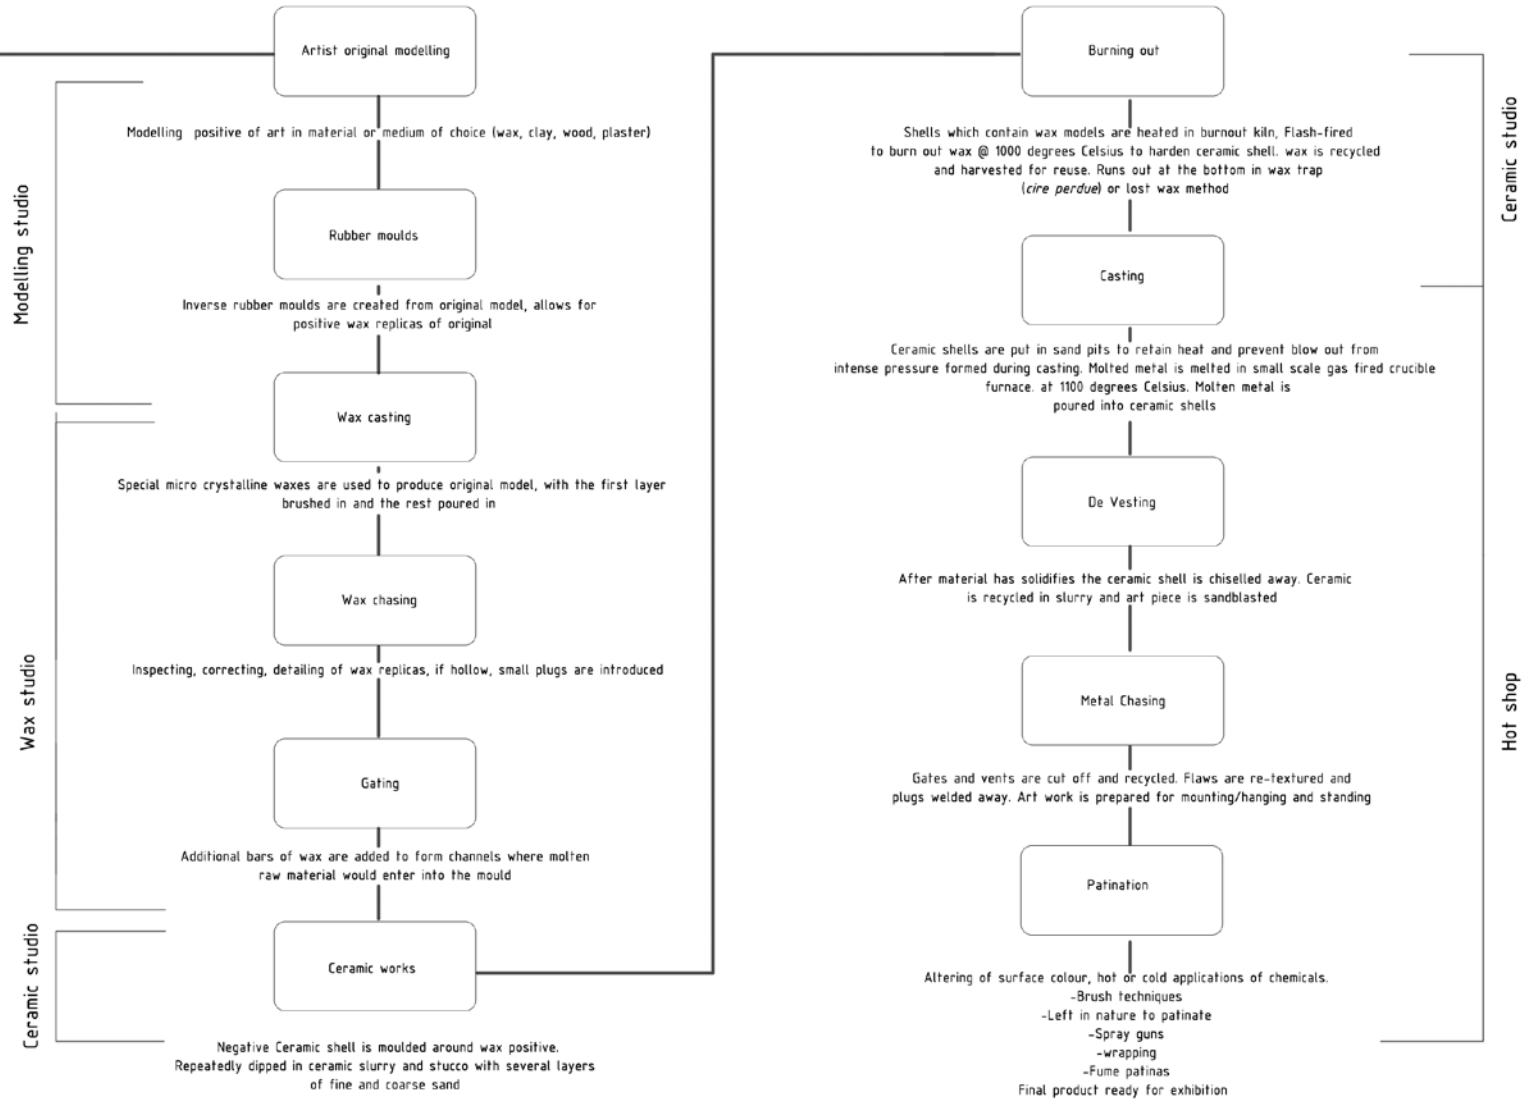 Artist original modelling
Modelling positive of art in material or medium of choice (wax, clay, wood, plaster)
Rubber moulds
Inverse rubber moulds are created from original model, allows for
positive wax replicas of original
Modelling studio
Wax casting
Special micro crystalline waxes are used to produce original model, with the first layer
brushed in and the rest poured in
Wax chasing
Inspecting, correcting, detailing of wax replicas, if hollow, small plugs are introduced
Gating
Additional bars of wax are added to form channels where molten
raw material would enter into the mould
Wax studio
Ceramic works
Negative Ceramic shell is moulded around wax positive.
Repeatedly dipped in ceramic slurry and stucco with several layers
of fine and coarse sand
Ceramic studio
Burning out
Shells which contain wax models are heated in burnout kiln, Flash-fired
to burn out wax @ 1000 degrees Celsius to harden ceramic shell. wax is recycled
and harvested for reuse. Runs out at the bottom in wax trap
(cire perdue) or lost wax method
Ceramic studio
Casting
Ceramic shells are put in sand pits to retain heat and prevent blow out from
intense pressure formed during casting. Molted metal is melted in small scale gas fired crucible
furnace. at 1100 degrees Celsius. Molten metal is
poured into ceramic shells
De Vesting
After material has solidifies the ceramic shell is chiselled away. Ceramic
is recycled in slurry and art piece is sandblasted
Metal Chasing
Gates and vents are cut off and recycled. Flaws are re-textured and
plugs welded away. Art work is prepared for mounting/hanging and standing
Patination
Altering of surface colour, hot or cold applications of chemicals.
-Brush techniques
-Left in nature to patinate
-Spray guns
-wrapping
-Fume patinas
Final product ready for exhibition
Hot shop